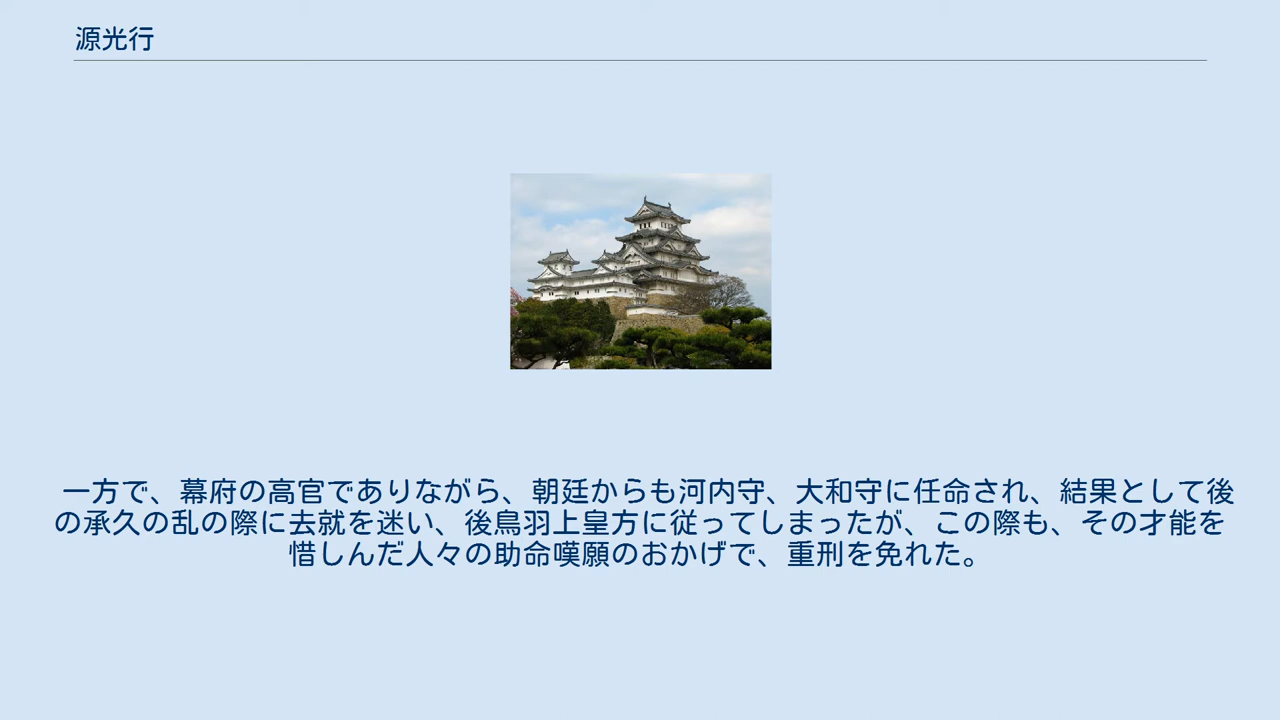 源光行
一方で、幕府の高官でありながら、朝廷からも河内守、大和守に任命され、結果として後
の承久の乱の際に去就を迷い、後鳥羽上皇方に従ってしまったが、この際も、その才能を
惜しんだ人々の助命嘆願のおかげで、重刑を免れた。